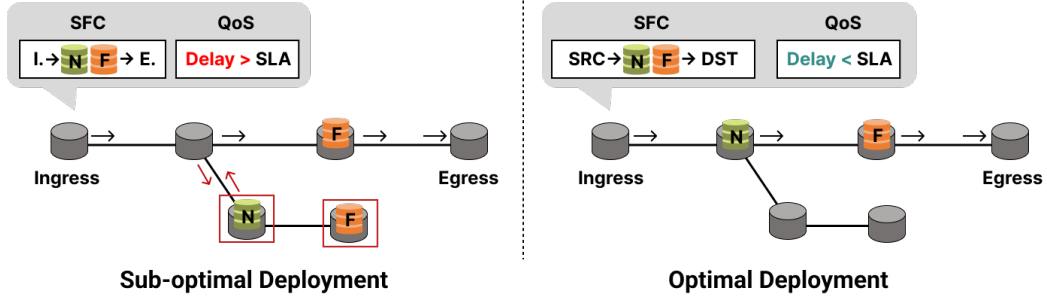 SFC QoS
I.→ N F → E. Delay > SLA
F
Ingress Egress
N F
Sub-optimal Deployment
SFC QoS
SRC→ N F → DST Delay < SLA
N F
Ingress Egress
Optimal Deployment